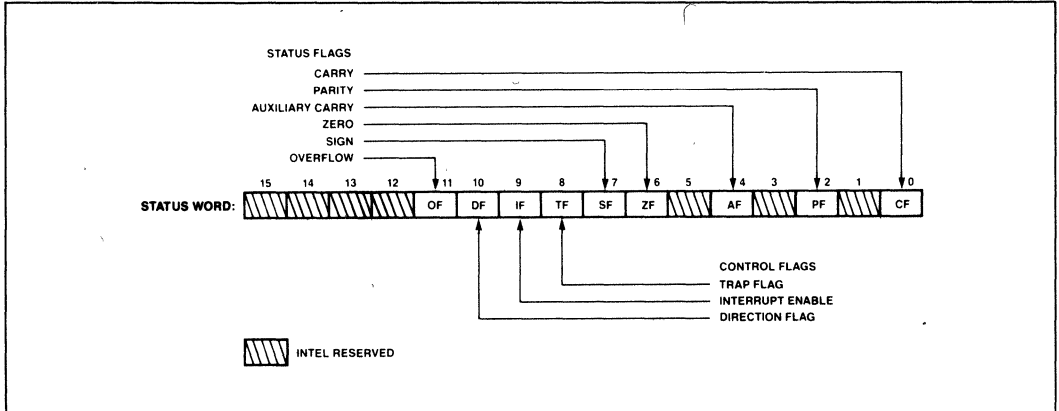 STATUS FLAGS
CARRY
PARITY
AUXILIARY CARRY
ZERO
SIGN
OVERFLOW
15 14 13 12 11 10 9 8 7 6 5 4 3 2 1 0
STATUS WORD: OF DF IF TF SF ZF AF PF CF
CONTROL FLAGS
TRAP FLAG
INTERRUPT ENABLE
DIRECTION FLAG
INTEL RESERVED